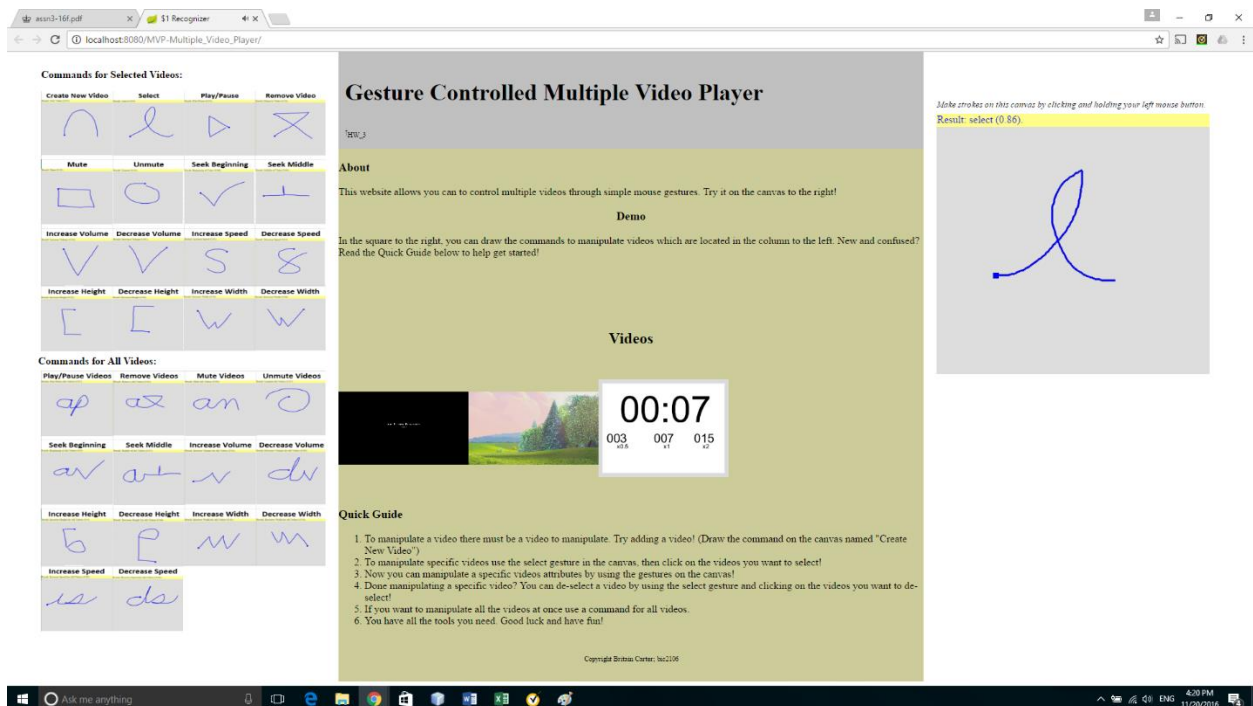 assn3-16f.pdf
$1 Recognizer
localhost:8080/MVP-Multiple_Video_Player/
Commands for Selected Videos:
Create New Video Select Play/Pause Remove Video
Mute Unmute Seek Beginning Seek Middle
Increase Volume Decrease Volume Increase Speed Decrease Speed
Increase Height Decrease Height Increase Width Decrease Width
Commands for All Videos:
Play/Pause Videos Remove Videos Mute Videos Unmute Videos
Seek Beginning Seek Middle Increase Volume Decrease Volume
Increase Height Decrease Height Increase Width Decrease Width
Increase Speed Decrease Speed
Gesture Controlled Multiple Video Player
HW_3
About
This website allows you can to control multiple videos through simple mouse gestures. Try it on the canvas to the right!
Demo
In the square to the right, you can draw the commands to manipulate videos which are located in the column to the left. New and confused?
Read the Quick Guide below to help get started!
Videos
00:07
003 007 015
x0.5 x1 x2
Quick Guide
1. To manipulate a video there must be a video to manipulate. Try adding a video! (Draw the command on the canvas named "Create
New Video")
2. To manipulate specific videos use the select gesture in the canvas, then click on the videos you want to select!
3. Now you can manipulate a specific videos attributes by using the gestures on the canvas!
4. Done manipulating a specific video? You can de-select a video by using the select gesture and clicking on the videos you want to de-
select!
5. If you want to manipulate all the videos at once use a command for all videos.
6. You have all the tools you need. Good luck and have fun!
Copyright Britain Carter;
Make strokes on this canvas by clicking and holding your left mouse button.
Result: select (0.86).
Ask me anything
ENG
4:20 PM
11/20/2016